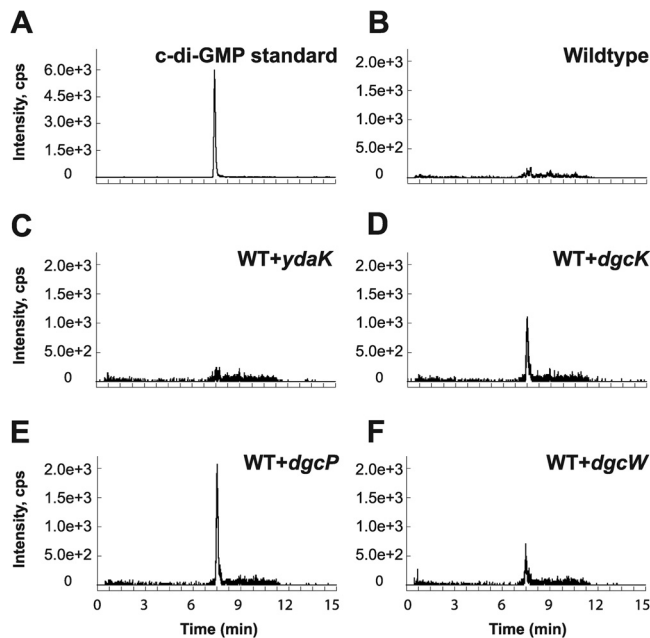 A
c-di-GMP standard
Intensity, cps
6.0e+3
4.5e+3
3.0e+3
1.5e+3
0
B
Wildtype
2.0e+3
1.5e+3
1.0e+3
5.0e+2
0
C
WT+ydaK
Intensity, cps
2.0e+3
1.5e+3
1.0e+3
5.0e+2
0
D
WT+dgcK
2.0e+3
1.5e+3
1.0e+3
5.0e+2
0
E
WT+dgcP
Intensity, cps
2.0e+3
1.5e+3
1.0e+3
5.0e+2
0
0 3 6 9 12 15
Time (min)
F
WT+dgcW
2.0e+3
1.5e+3
1.0e+3
5.0e+2
0
0 3 6 9 12 15
Time (min)